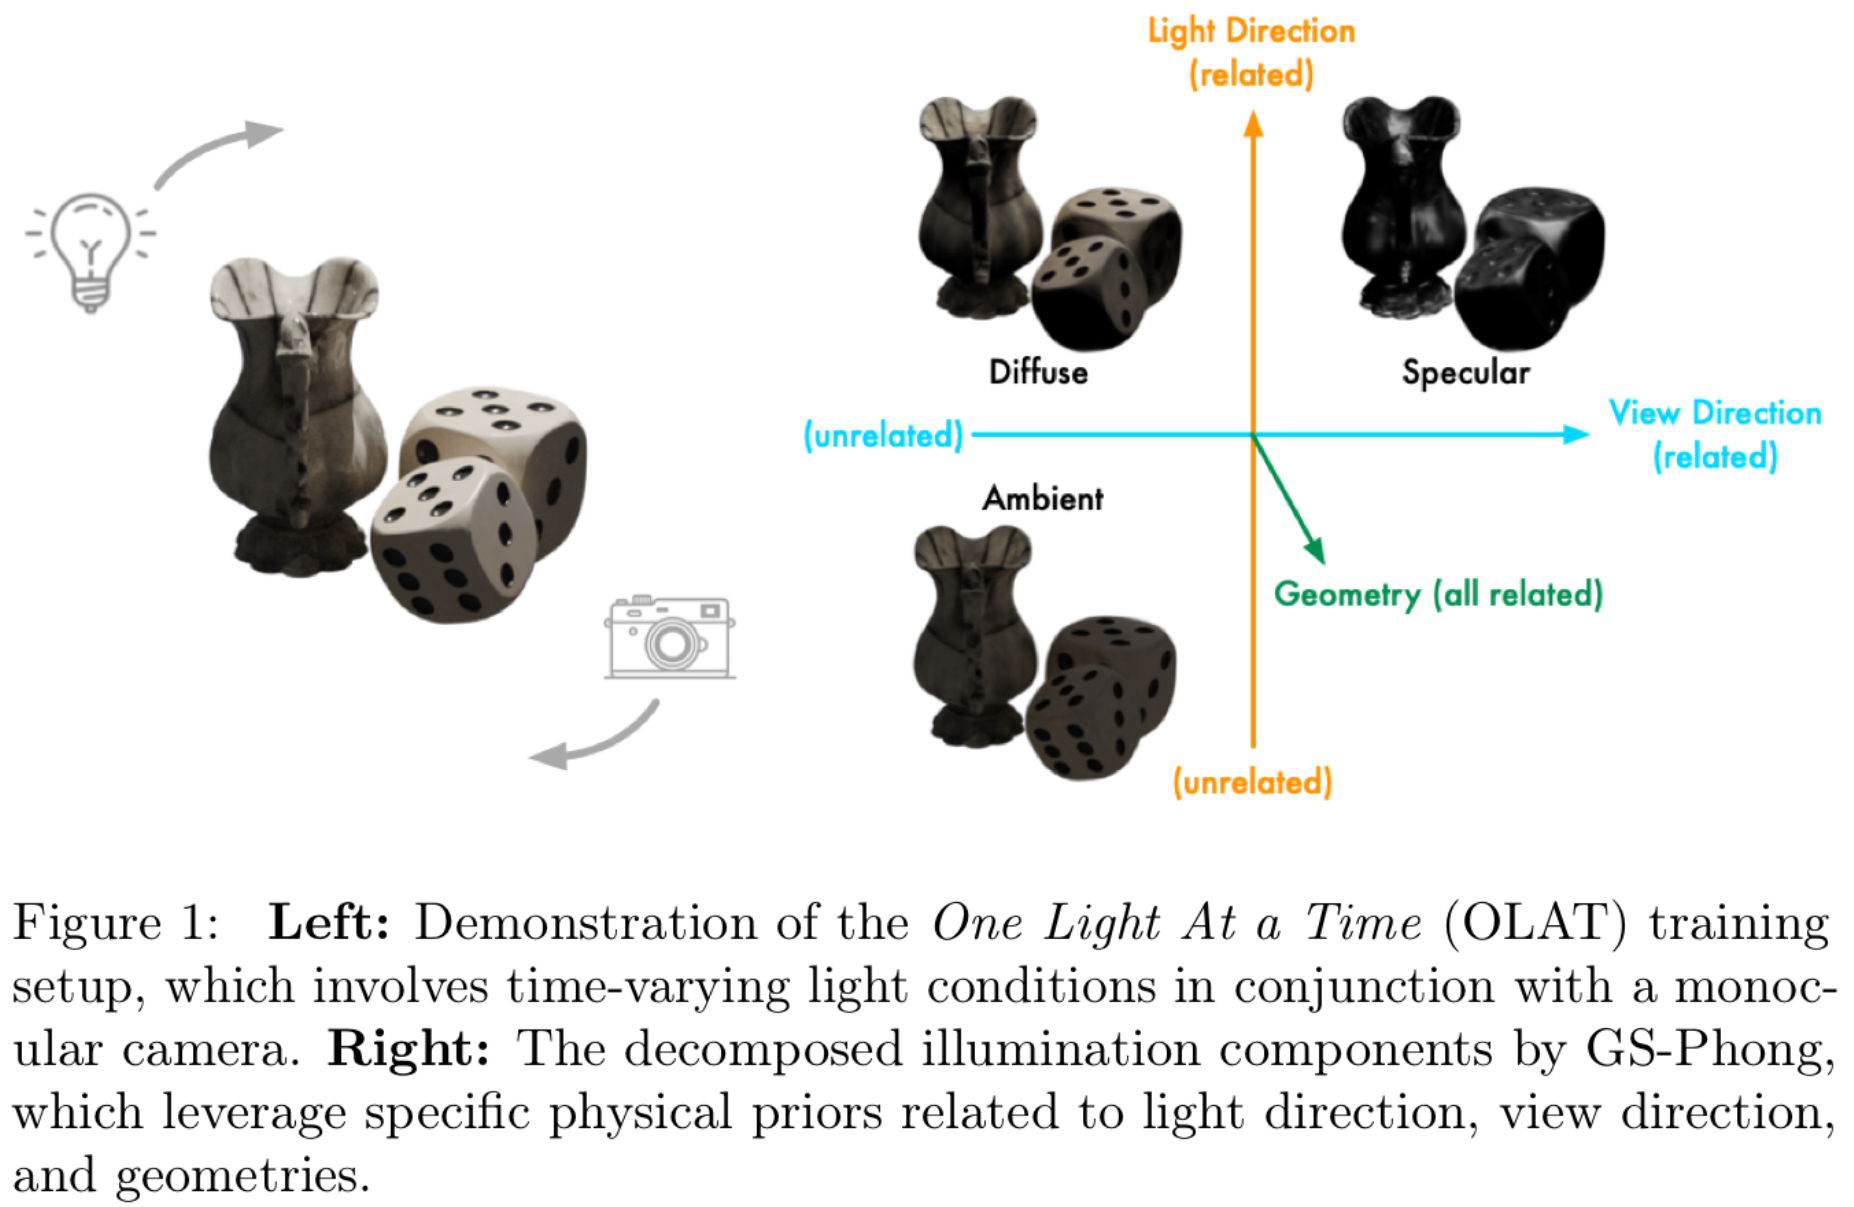 Light Direction
(related)
Diffuse
Specular
(unrelated)
View Direction
(related)
Ambient
Geometry (all related)
(unrelated)
Figure 1: Left: Demonstration of the One Light At a Time (OLAT) training
setup, which involves time-varying light conditions in conjunction with a monoc-
ular camera. Right: The decomposed illumination components by GS-Phong,
which leverage specific physical priors related to light direction, view direction,
and geometries.